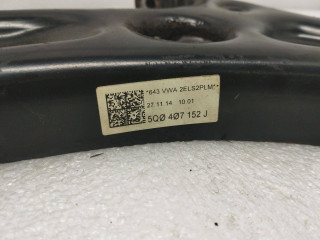 *643 VWA 2ELS2PLM*
27.11.14 10.01
5Q0 407 152 J